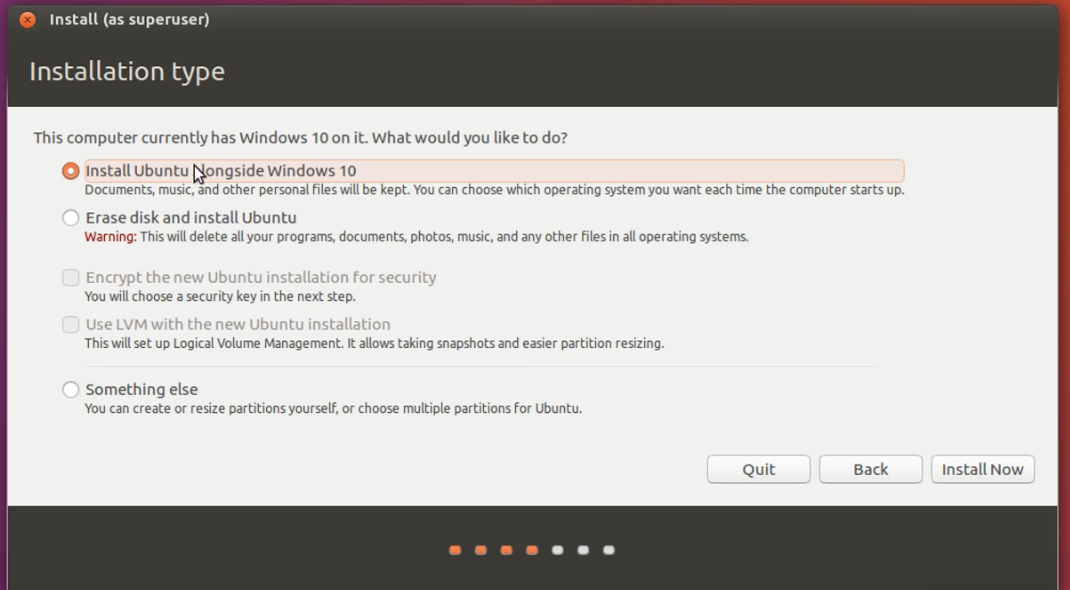 Install (as superuser)
Installation type
This computer currently has Windows 10 on it. What would you like to do?
Install Ubuntu alongside Windows 10
Documents, music, and other personal files will be kept. You can choose which operating system you want each time the computer starts up.
Erase disk and install Ubuntu
Warning: This will delete all your programs, documents, photos, music, and any other files in all operating systems.
Encrypt the new Ubuntu installation for security
You will choose a security key in the next step.
Use LVM with the new Ubuntu installation
This will set up Logical Volume Management. It allows taking snapshots and easier partition resizing.
Something else
You can create or resize partitions yourself, or choose multiple partitions for Ubuntu.
Quit Back Install Now